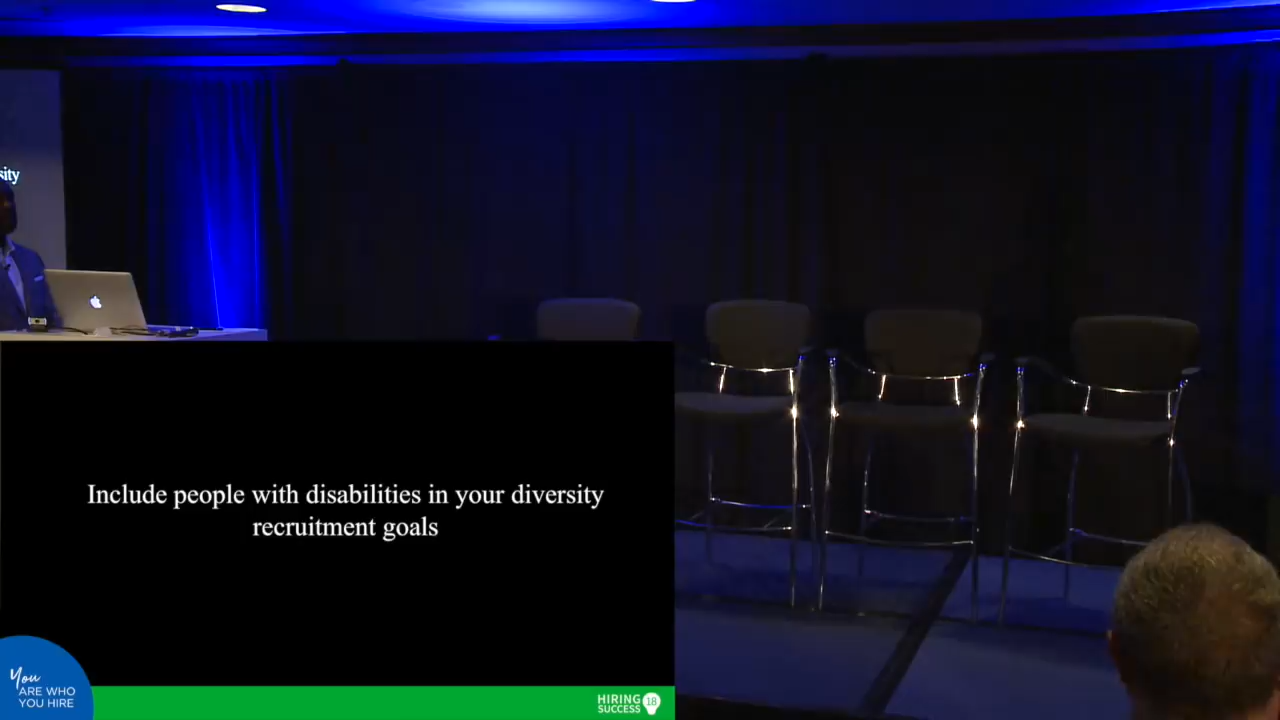 sity
Include people with disabilities in your diversity
recruitment goals
You
ARE WHO
YOU HIRE
HIRING
SUCCESS
18